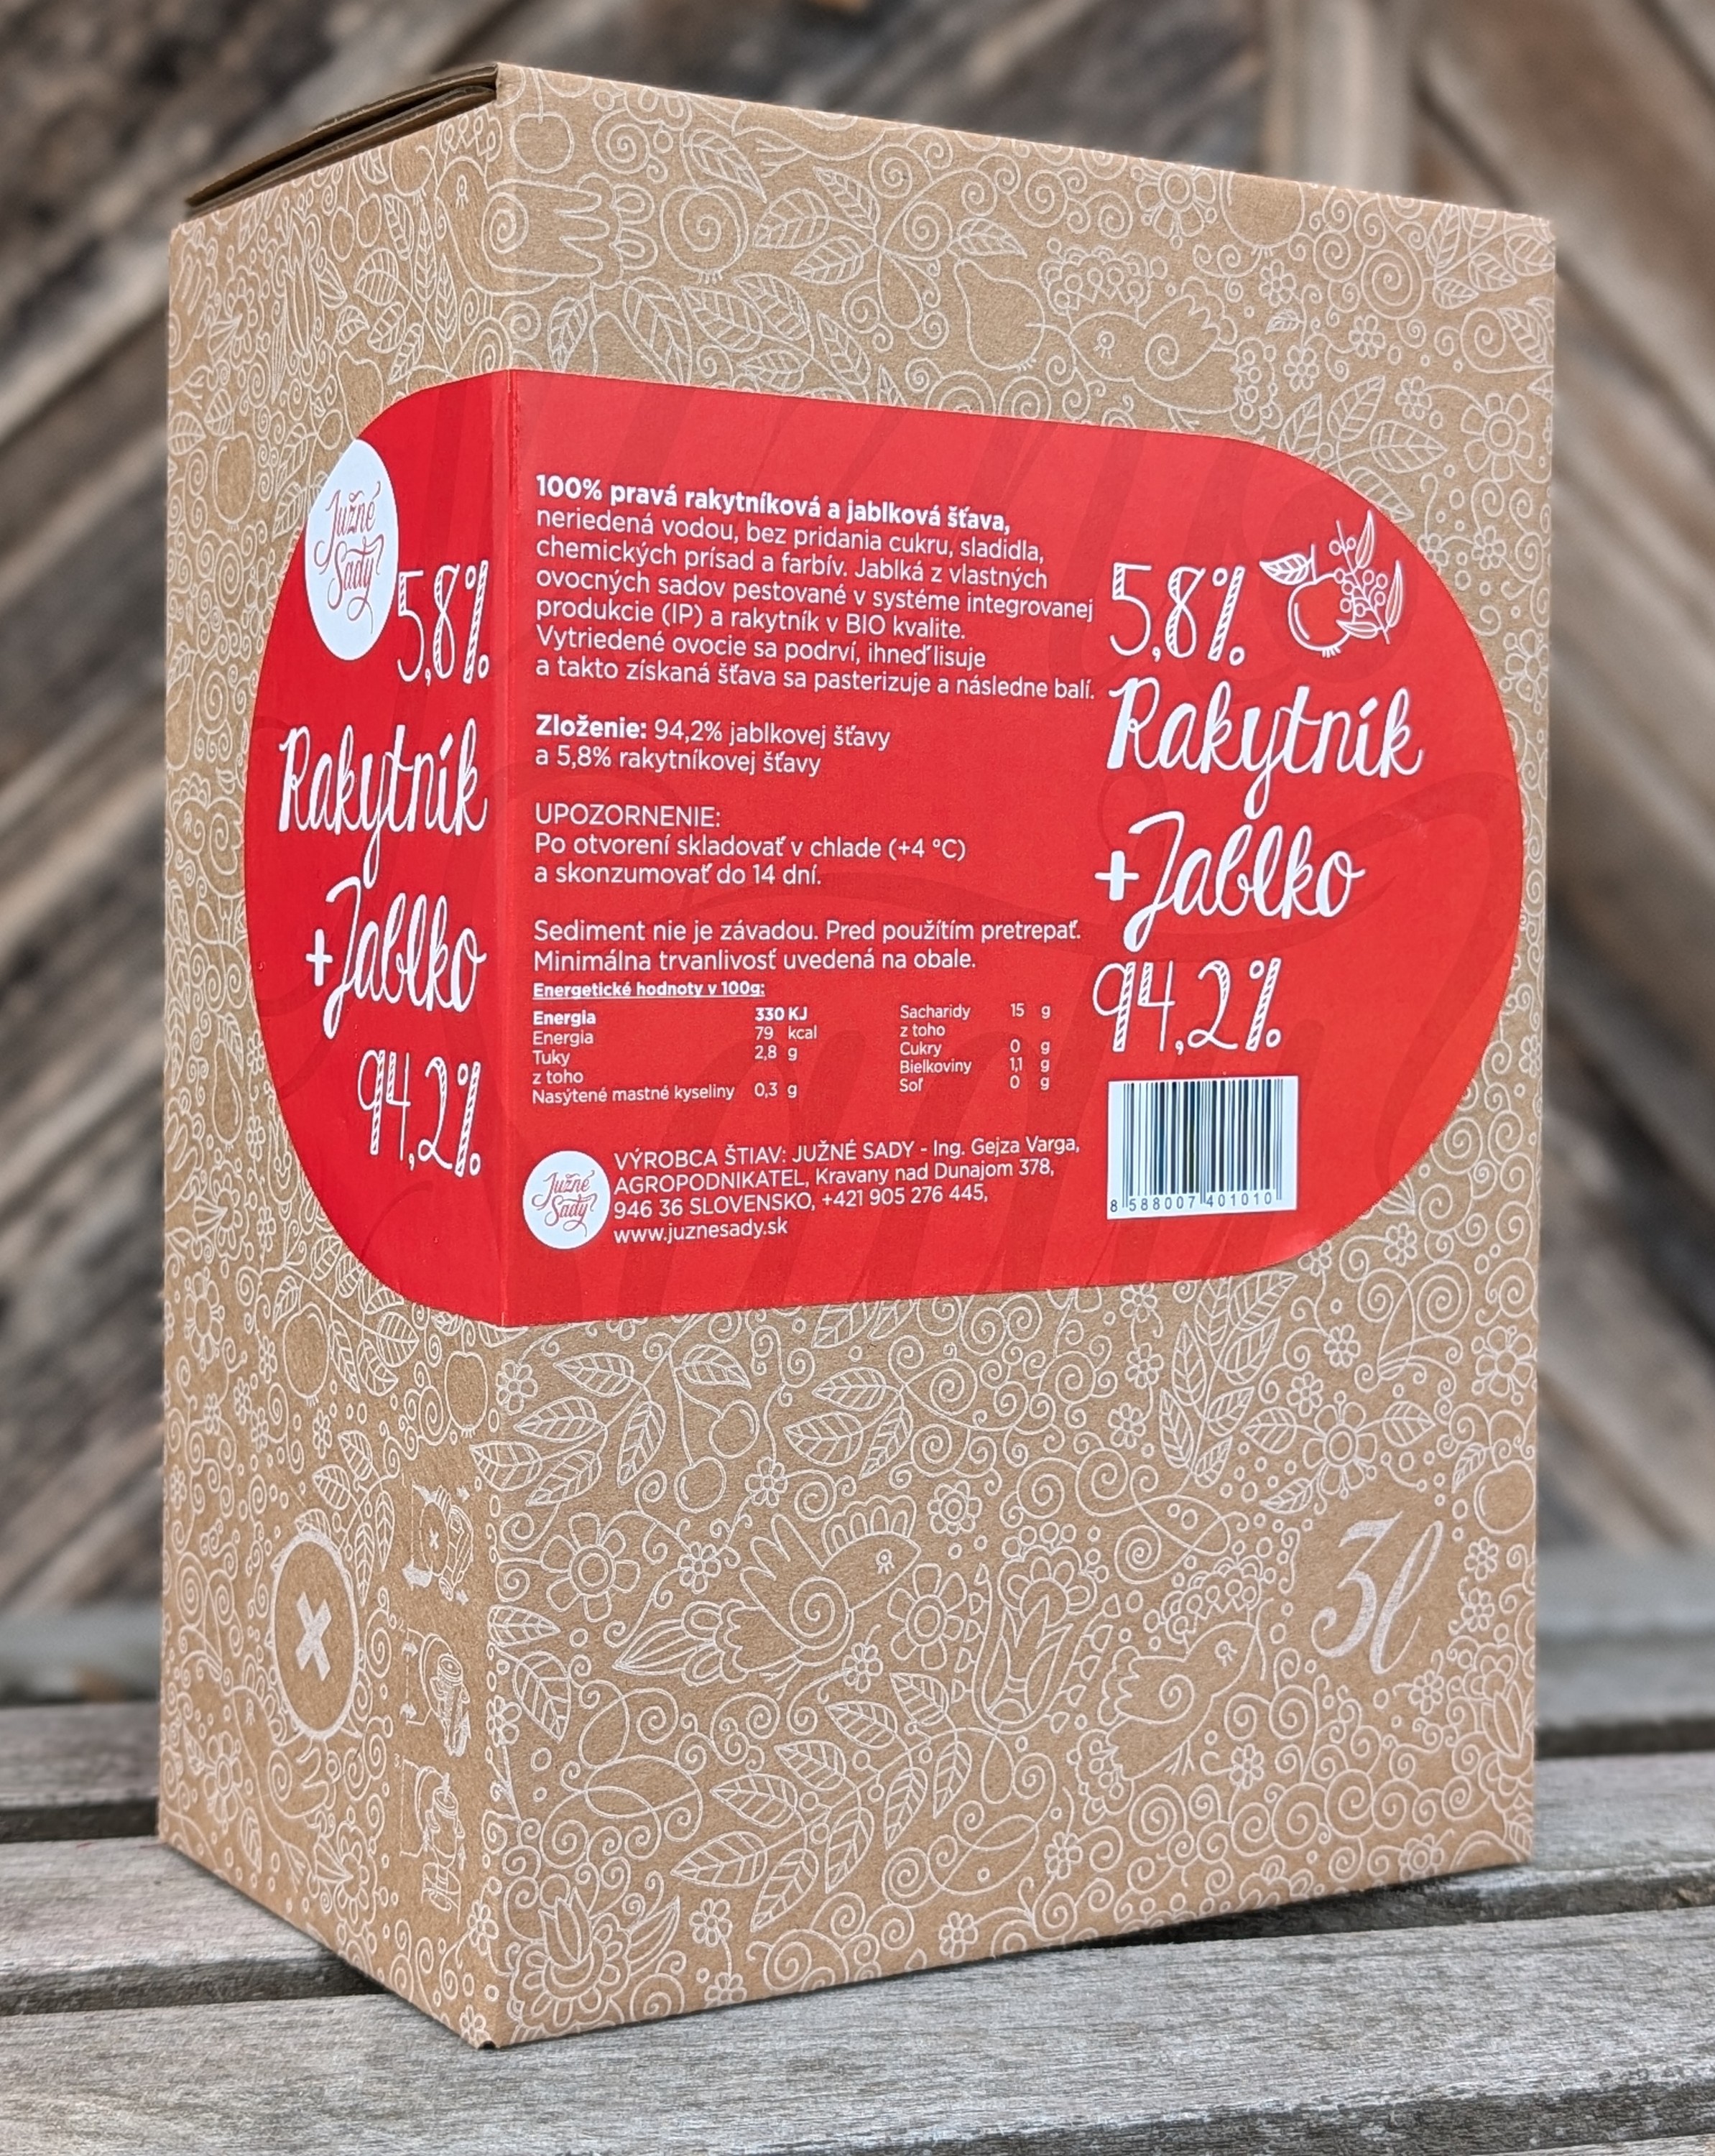 Južné
Sady
5,8%
Rakytník
+Jablko
94,2%
100% pravá rakytníková a jablková šťava,
neriedená vodou, bez pridania cukru, sladidla,
chemických prísad a farbív. Jablká z vlastných
ovocných sadov pestované v systéme integrovanej
produkcie (IP) a rakytník v BIO kvalite.
Vytriedené ovocie sa podrví, ihneď lisuje
a takto získaná šťava sa pasterizuje a následne balí.
Zloženie: 94,2% jablkovej šťavy
a 5,8% rakytníkovej šťavy
UPOZORNENIE:
Po otvorení skladovať v chlade (+4 °C)
a skonzumovať do 14 dní.
Sediment nie je závadou. Pred použítím pretrepať.
Minimálna trvanlivosť uvedená na obale.
Energetické hodnoty v 100g:
Energia 330 KJ
Energia 79 kcal
Tuky 2,8 g
z toho
Nasýtené mastné kyseliny 0,3 g
Sacharidy 15 g
z toho
Cukry 0 g
Bielkoviny 1,1 g
Soľ 0 g
Južné
Sady
VÝROBCA ŠTIAV: JUŽNÉ SADY - Ing. Gejza Varga,
AGROPODNIKATEL, Kravany nad Dunajom 378,
946 36 SLOVENSKO, +421 905 276 445,
www.juznesady.sk
5,8%
Rakytník
+Jablko
94,2%
8 588007 401010
3l